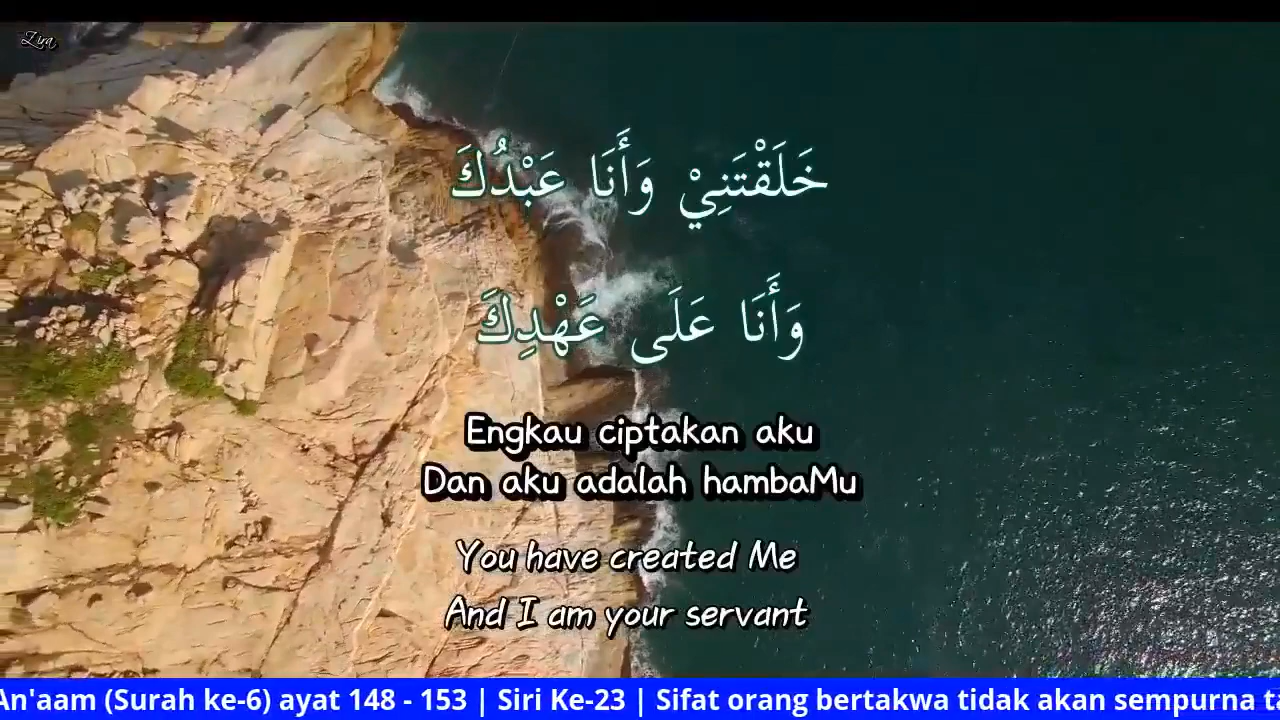 Zira
خَلَقْتَنِيْ وَأَنَا عَبْدُكَ
وَأَنَا عَلَى عَهْدِكَ
Engkau ciptakan aku
Dan aku adalah hambaMu
You have created Me
And I am your servant
An'aam (Surah ke-6) ayat 148 - 153 | Siri Ke-23 | Sifat orang bertakwa tidak akan sempurna ta